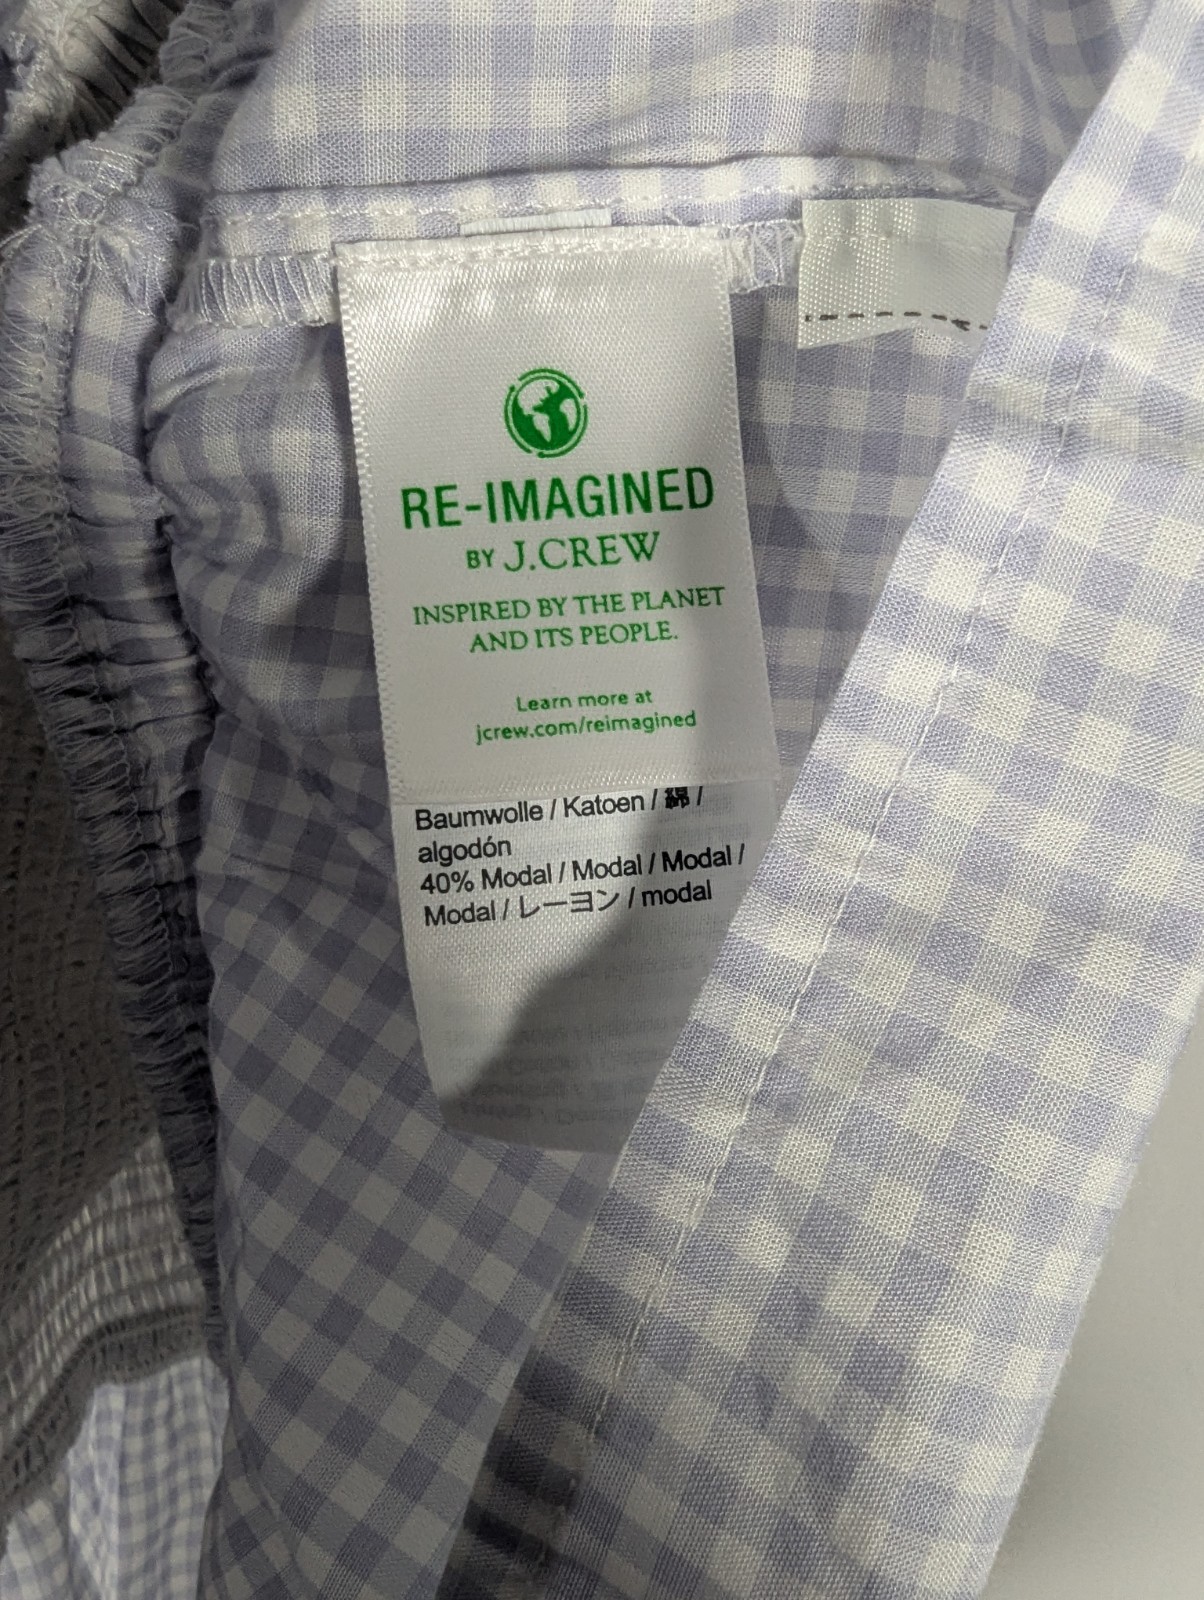 RE-IMAGINED
BY J.CREW
INSPIRED BY THE PLANET
AND ITS PEOPLE.
Learn more at
jcrew.com/reimagined
Baumwolle / Katoen / 綿 /
algodón
40% Modal / Modal / Modal /
Modal / レーヨン / modal